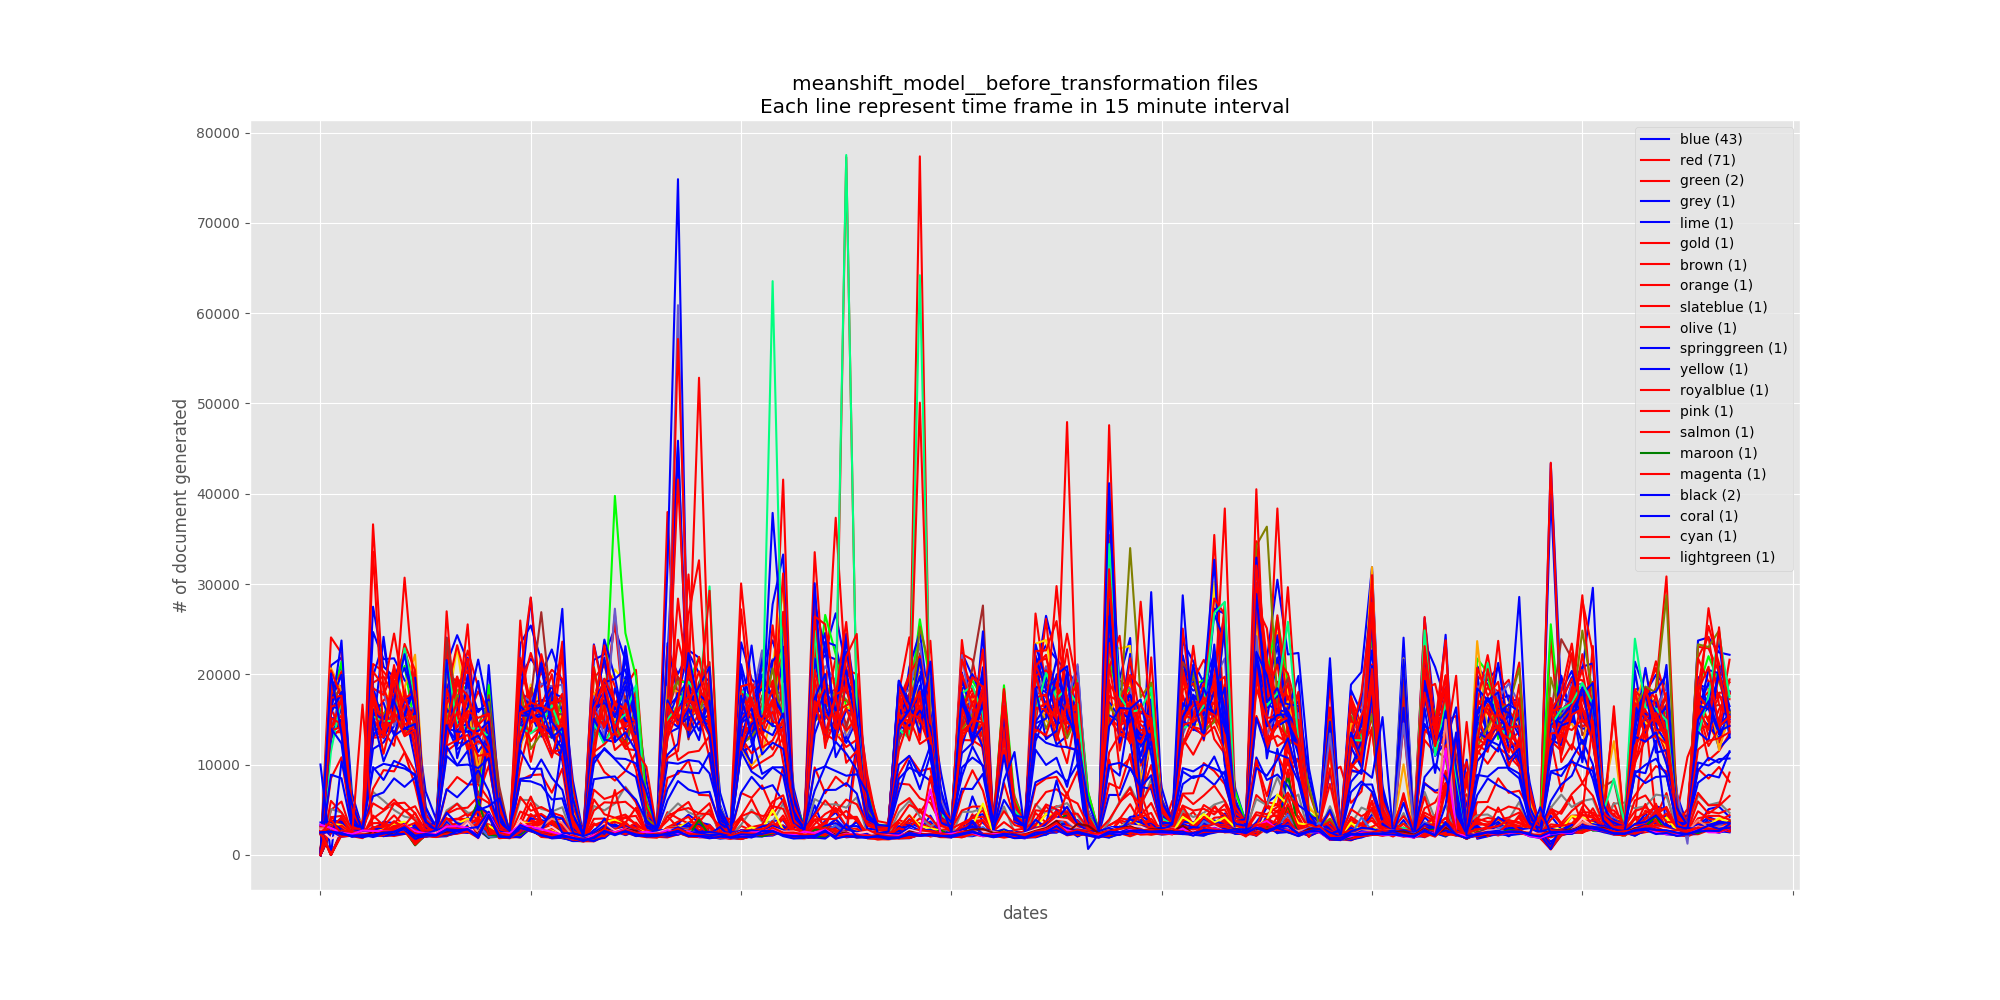 meanshift_model__before_transformation files
Each line represent time frame in 15 minute interval
80000
70000
60000
50000
40000
30000
20000
10000
0
# of document generated
dates
blue (43)
red (71)
green (2)
grey (1)
lime (1)
gold (1)
brown (1)
orange (1)
slateblue (1)
olive (1)
springgreen (1)
yellow (1)
royalblue (1)
pink (1)
salmon (1)
maroon (1)
magenta (1)
black (2)
coral (1)
cyan (1)
lightgreen (1)